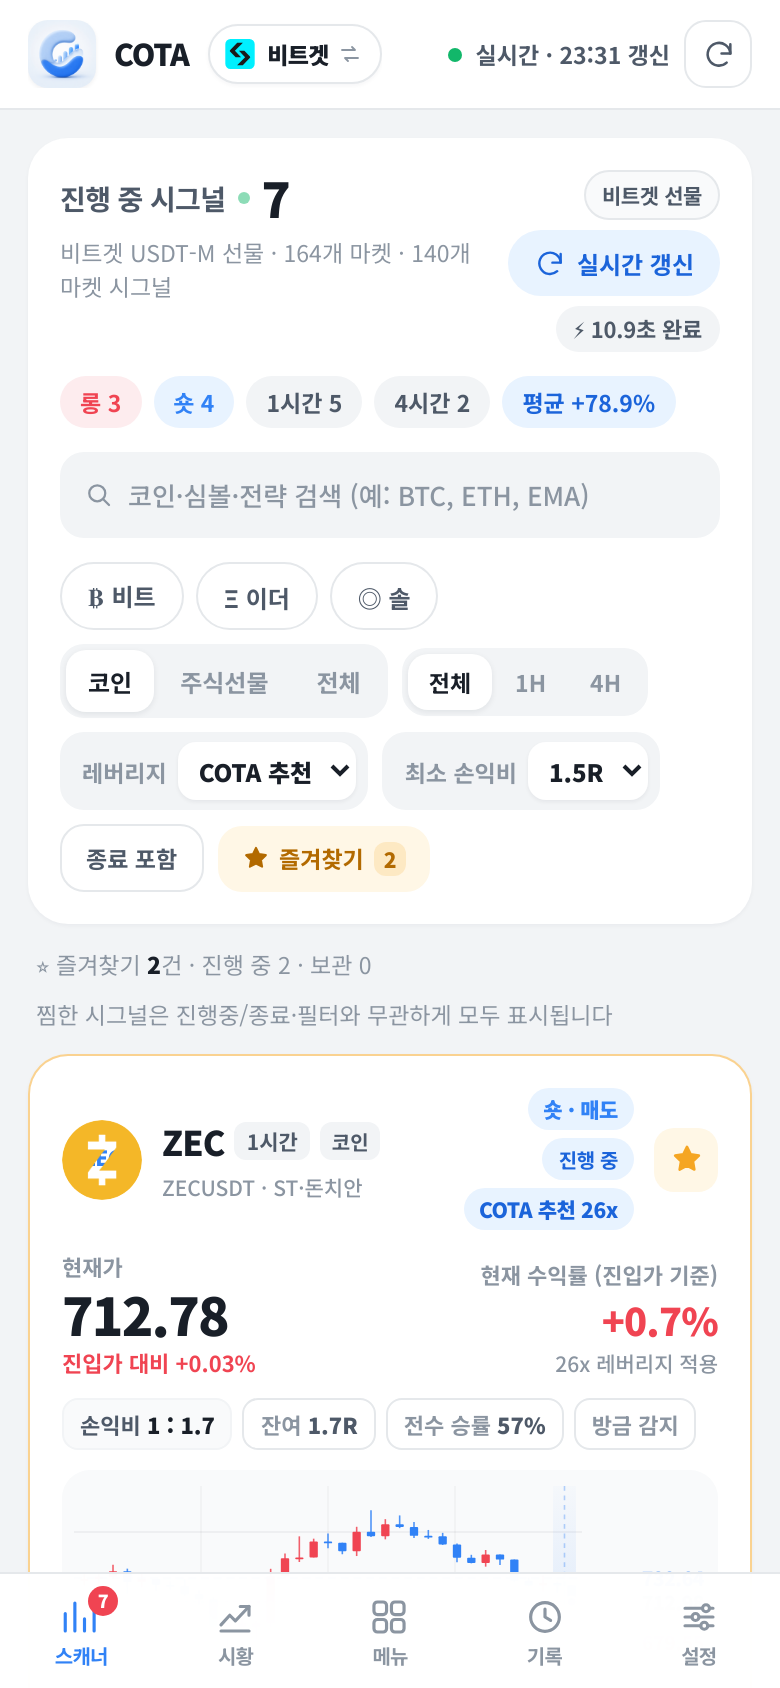 COTA 비트겟 실시간 · 23:31 갱신
진행 중 시그널 7
비트겟 선물
비트겟 USDT-M 선물 · 164개 마켓 · 140개
마켓 시그널
실시간 갱신
⚡ 10.9초 완료
롱 3 숏 4 1시간 5 4시간 2 평균 +78.9%
코인·심볼·전략 검색 (예: BTC, ETH, EMA)
₿ 비트 Ξ 이더 ◎ 솔
코인 주식선물 전체 전체 1H 4H
레버리지 COTA 추천 최소 손익비 1.5R
종료 포함 ★ 즐겨찾기 2
☆ 즐겨찾기 2건 · 진행 중 2 · 보관 0
찜한 시그널은 진행중/종료·필터와 무관하게 모두 표시됩니다
숏 · 매도
ZEC 1시간 코인
진행 중
ZECUSDT · ST·돈치안
COTA 추천 26x
현재가
현재 수익률 (진입가 기준)
712.78
+0.7%
진입가 대비 +0.03%
26x 레버리지 적용
손익비 1 : 1.7 잔여 1.7R 전수 승률 57% 방금 감지
7
스캐너 시황 메뉴 기록 설정